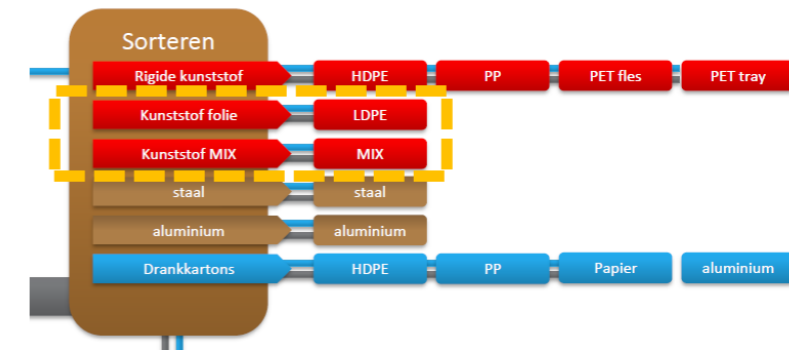 Sorteren
Rigide kunststof HDPE PP PET fles PET tray
Kunststof folie LDPE
Kunststof MIX MIX
staal staal
aluminium aluminium
Drankkartons HDPE PP Papier aluminium